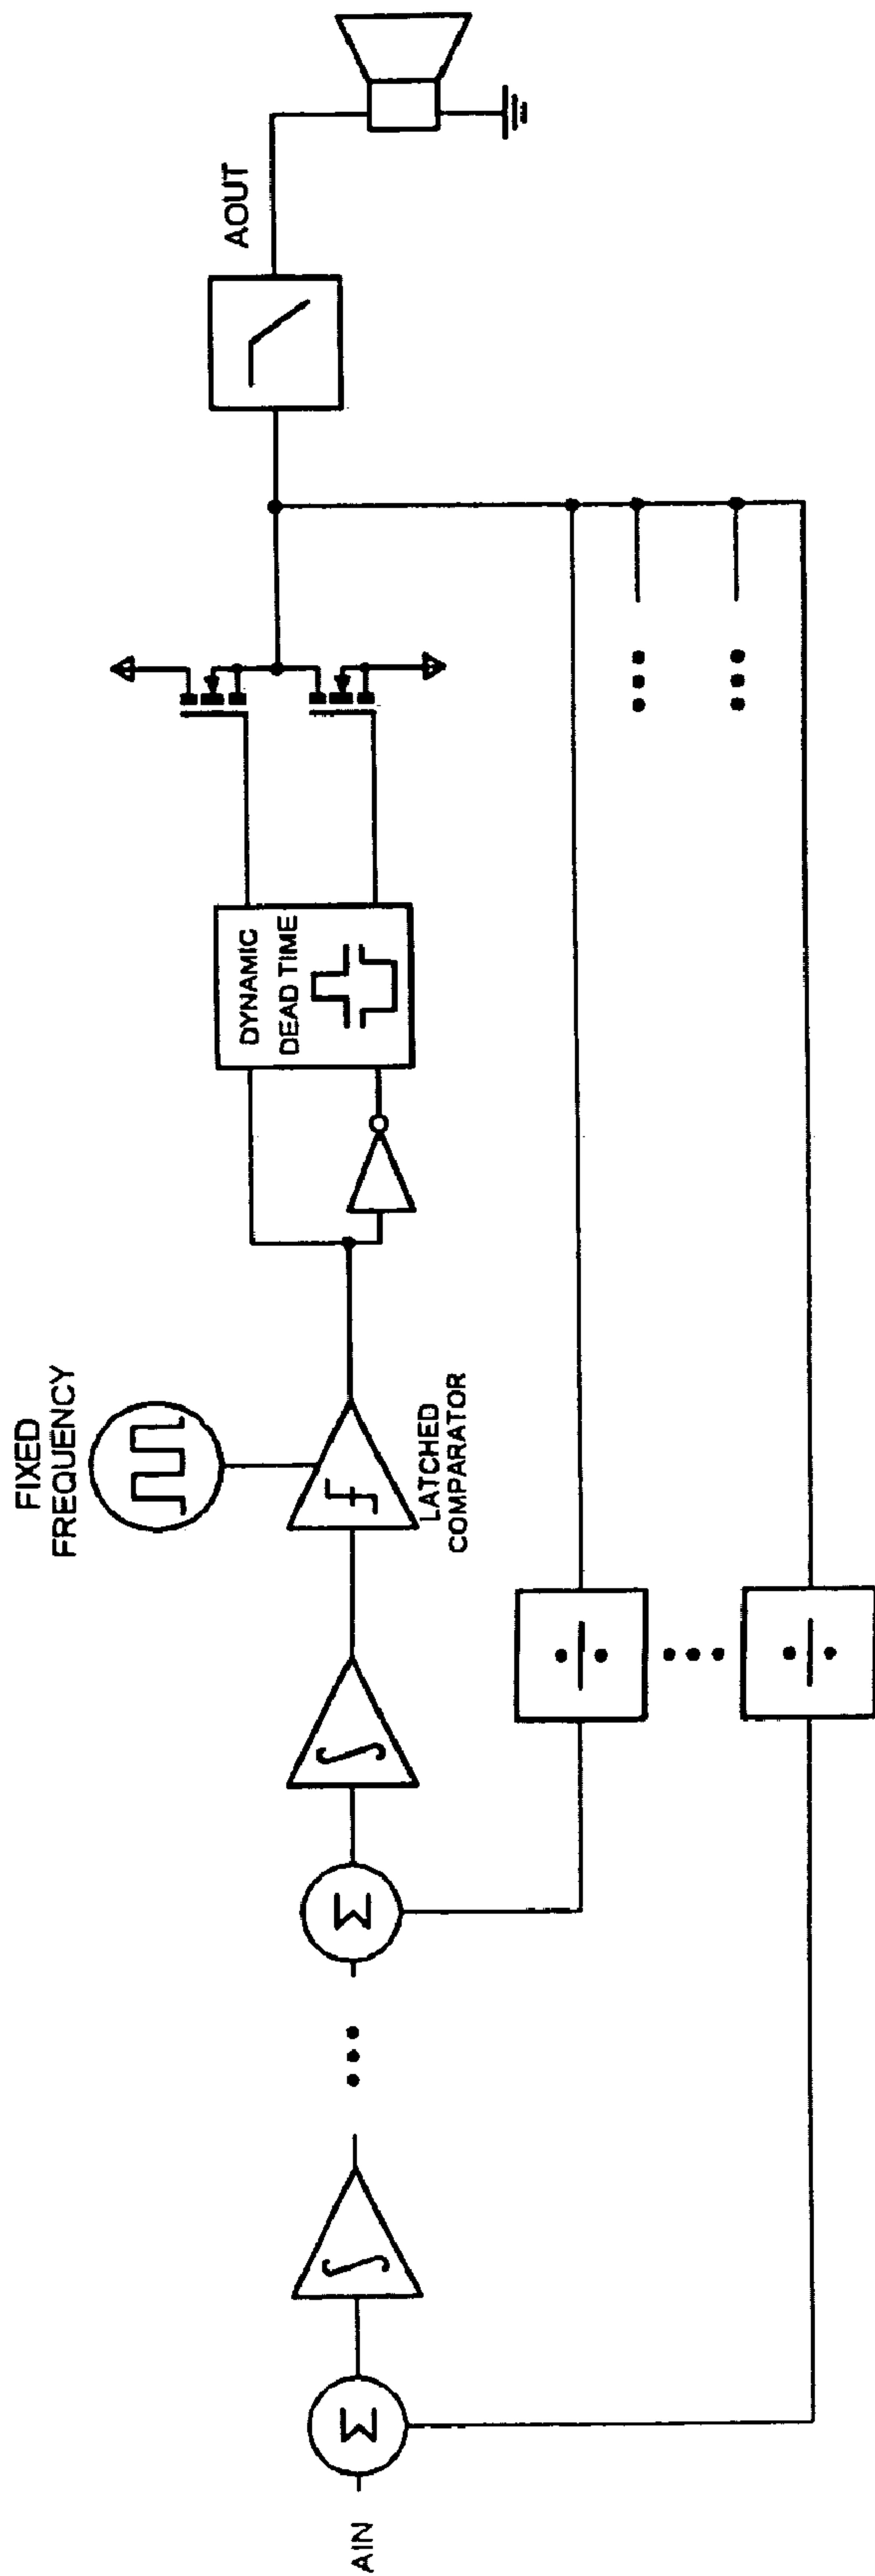 AIN
Σ
∫
Σ
∫
FIXED
FREQUENCY
LATCHED
COMPARATOR
DYNAMIC
DEAD TIME
AOUT
÷
÷